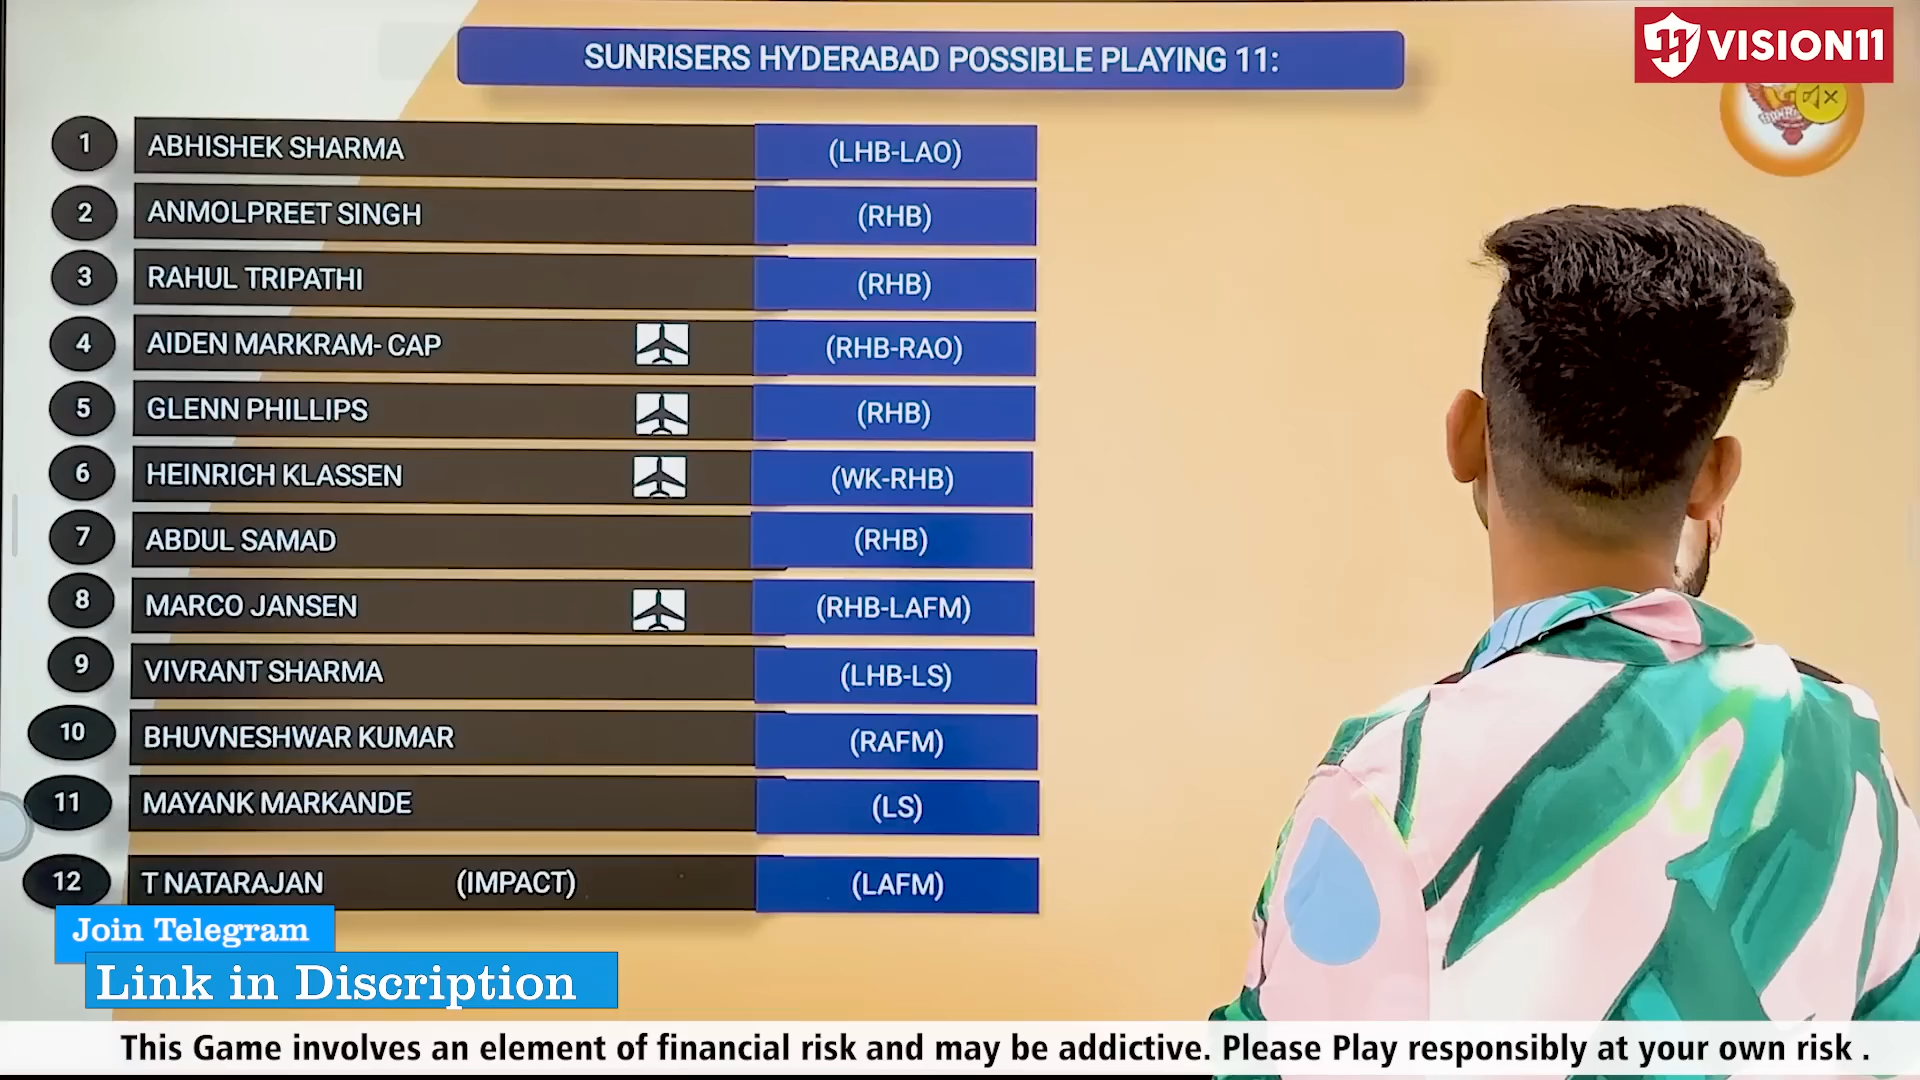 SUNRISERS HYDERABAD POSSIBLE PLAYING 11:
VISION11
1 ABHISHEK SHARMA (LHB-LAO)
2 ANMOLPREET SINGH (RHB)
3 RAHUL TRIPATHI (RHB)
4 AIDEN MARKRAM- CAP (RHB-RAO)
5 GLENN PHILLIPS (RHB)
6 HEINRICH KLASSEN (WK-RHB)
7 ABDUL SAMAD (RHB)
8 MARCO JANSEN (RHB-LAFM)
9 VIVRANT SHARMA (LHB-LS)
10 BHUVNESHWAR KUMAR (RAFM)
11 MAYANK MARKANDE (LS)
12 T NATARAJAN (IMPACT) (LAFM)
Join Telegram
Link in Discription
This Game involves an element of financial risk and may be addictive. Please Play responsibly at your own risk .